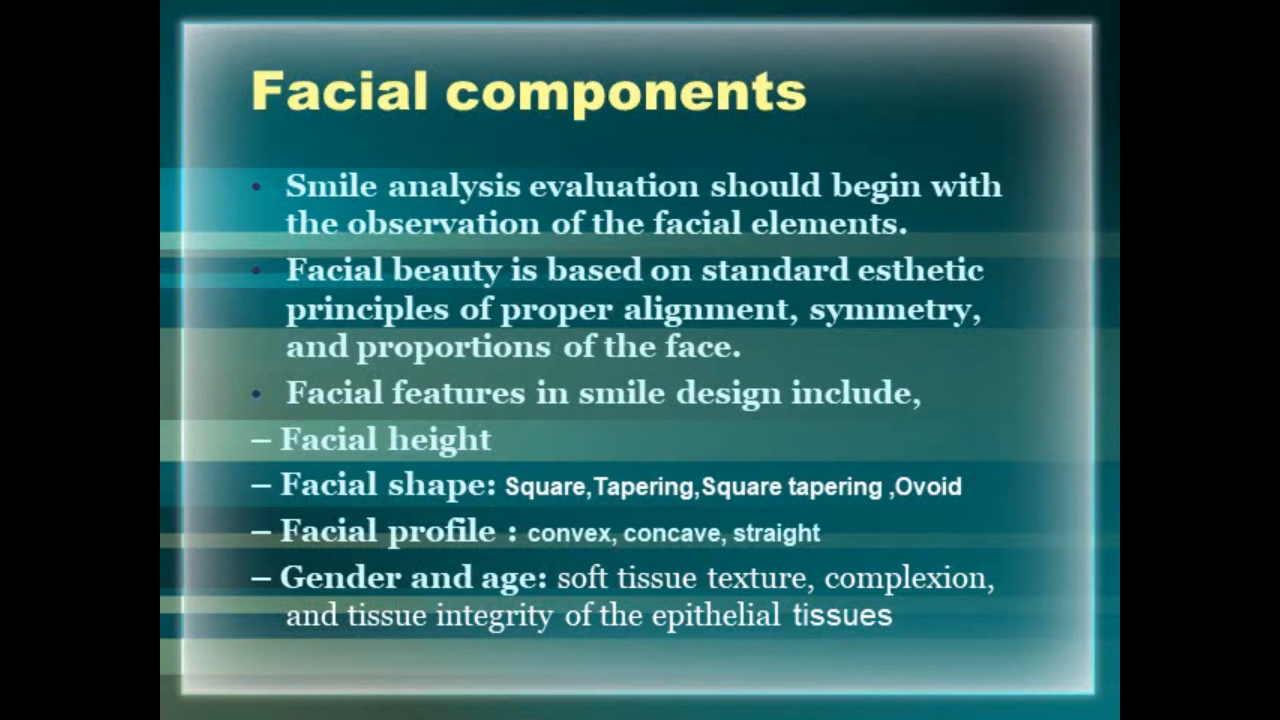 Facial components
• Smile analysis evaluation should begin with
the observation of the facial elements.
• Facial beauty is based on standard esthetic
principles of proper alignment, symmetry,
and proportions of the face.
• Facial features in smile design include,
– Facial height
– Facial shape: Square,Tapering,Square tapering ,Ovoid
– Facial profile : convex, concave, straight
– Gender and age: soft tissue texture, complexion,
and tissue integrity of the epithelial tissues